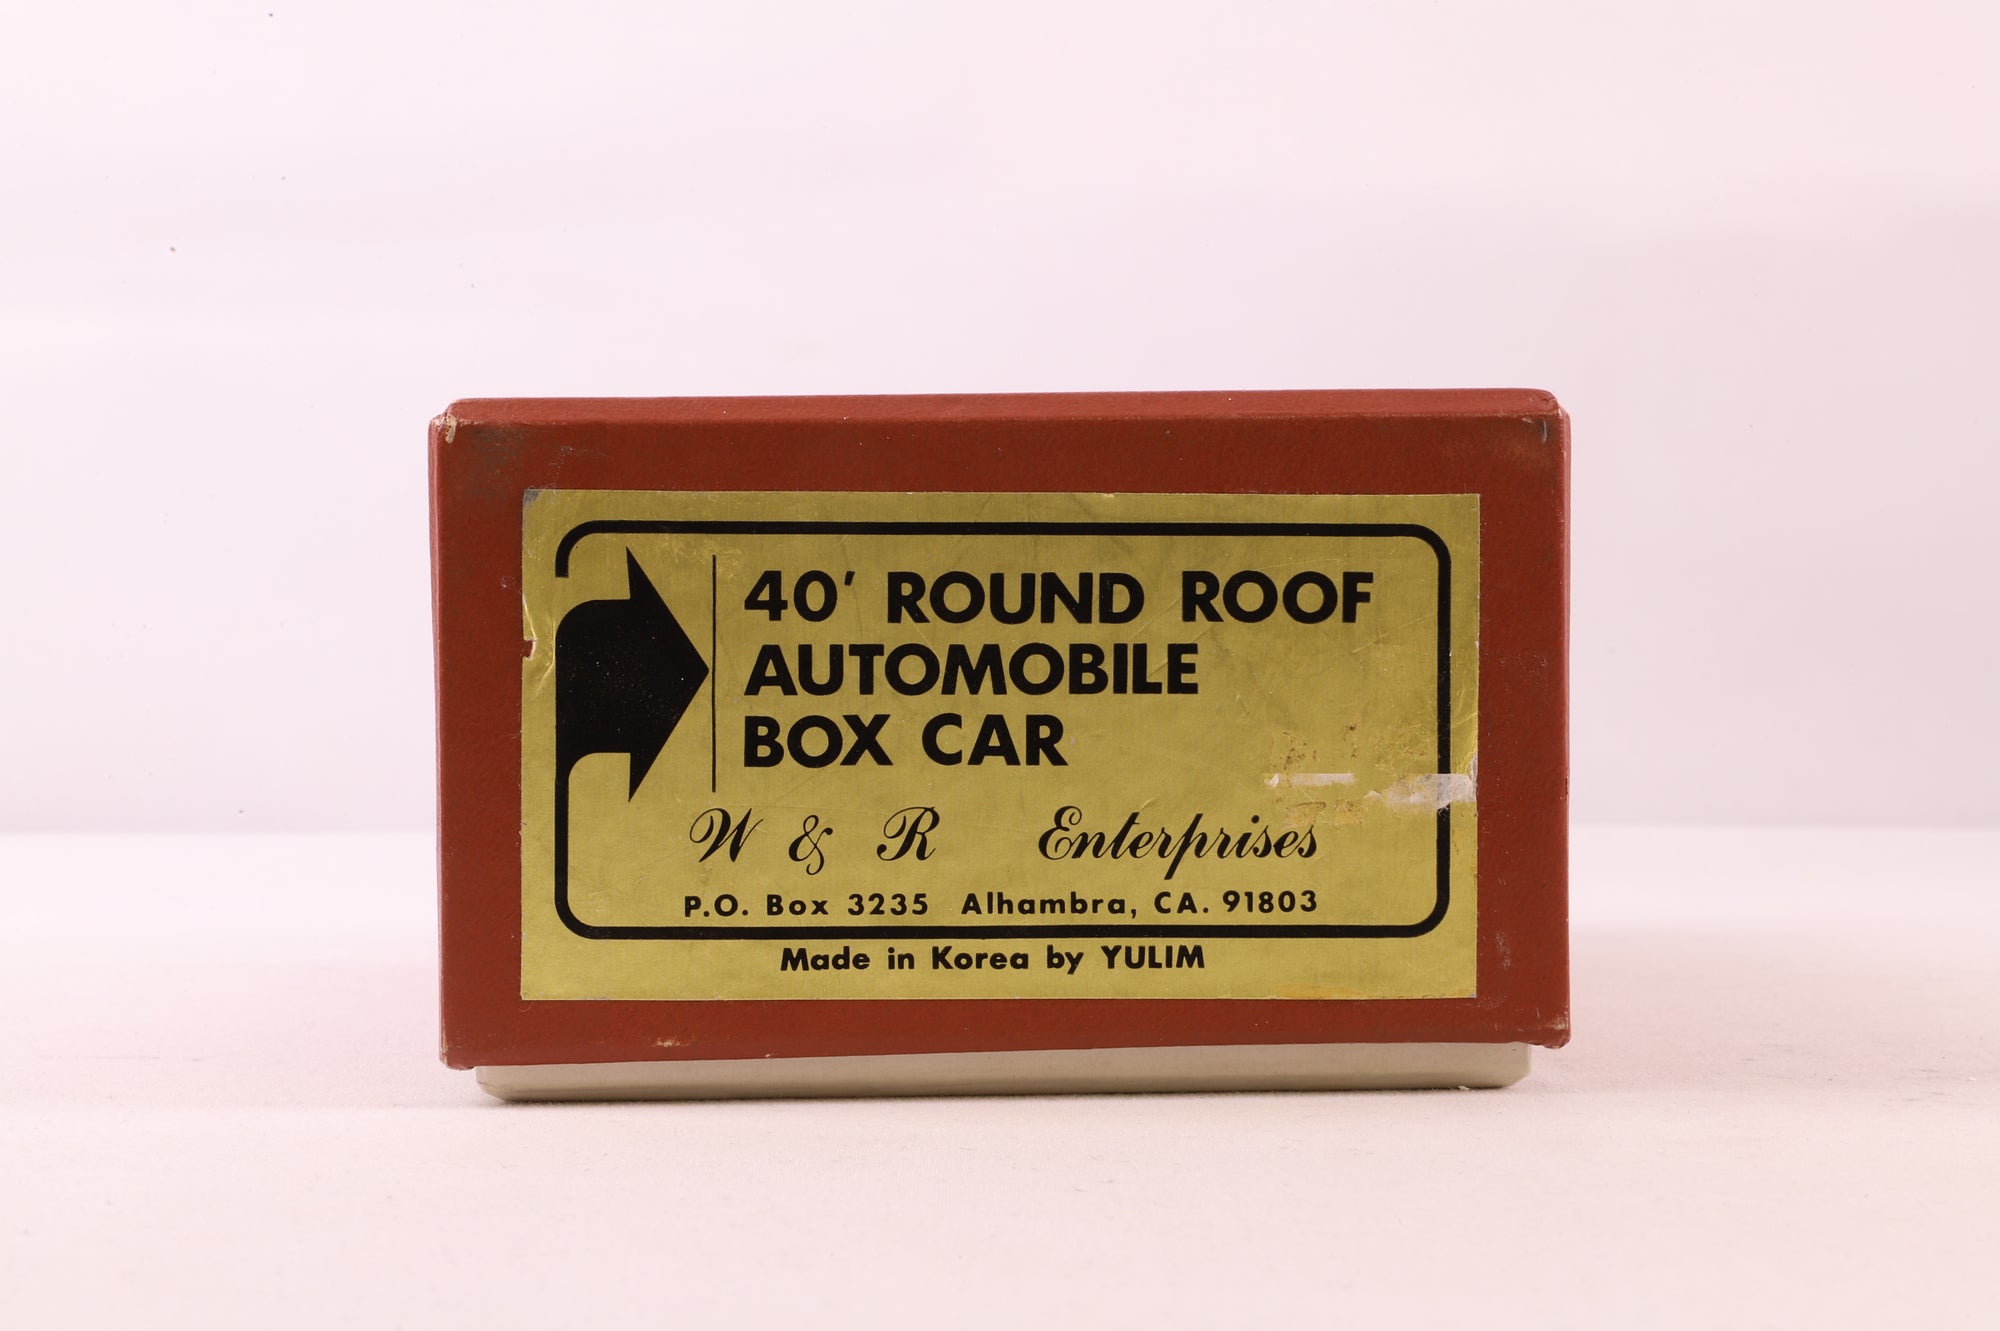 40' ROUND ROOF
AUTOMOBILE
BOX CAR
W & R Enterprises
P.O. Box 3235 Alhambra, CA. 91803
Made in Korea by YULIM